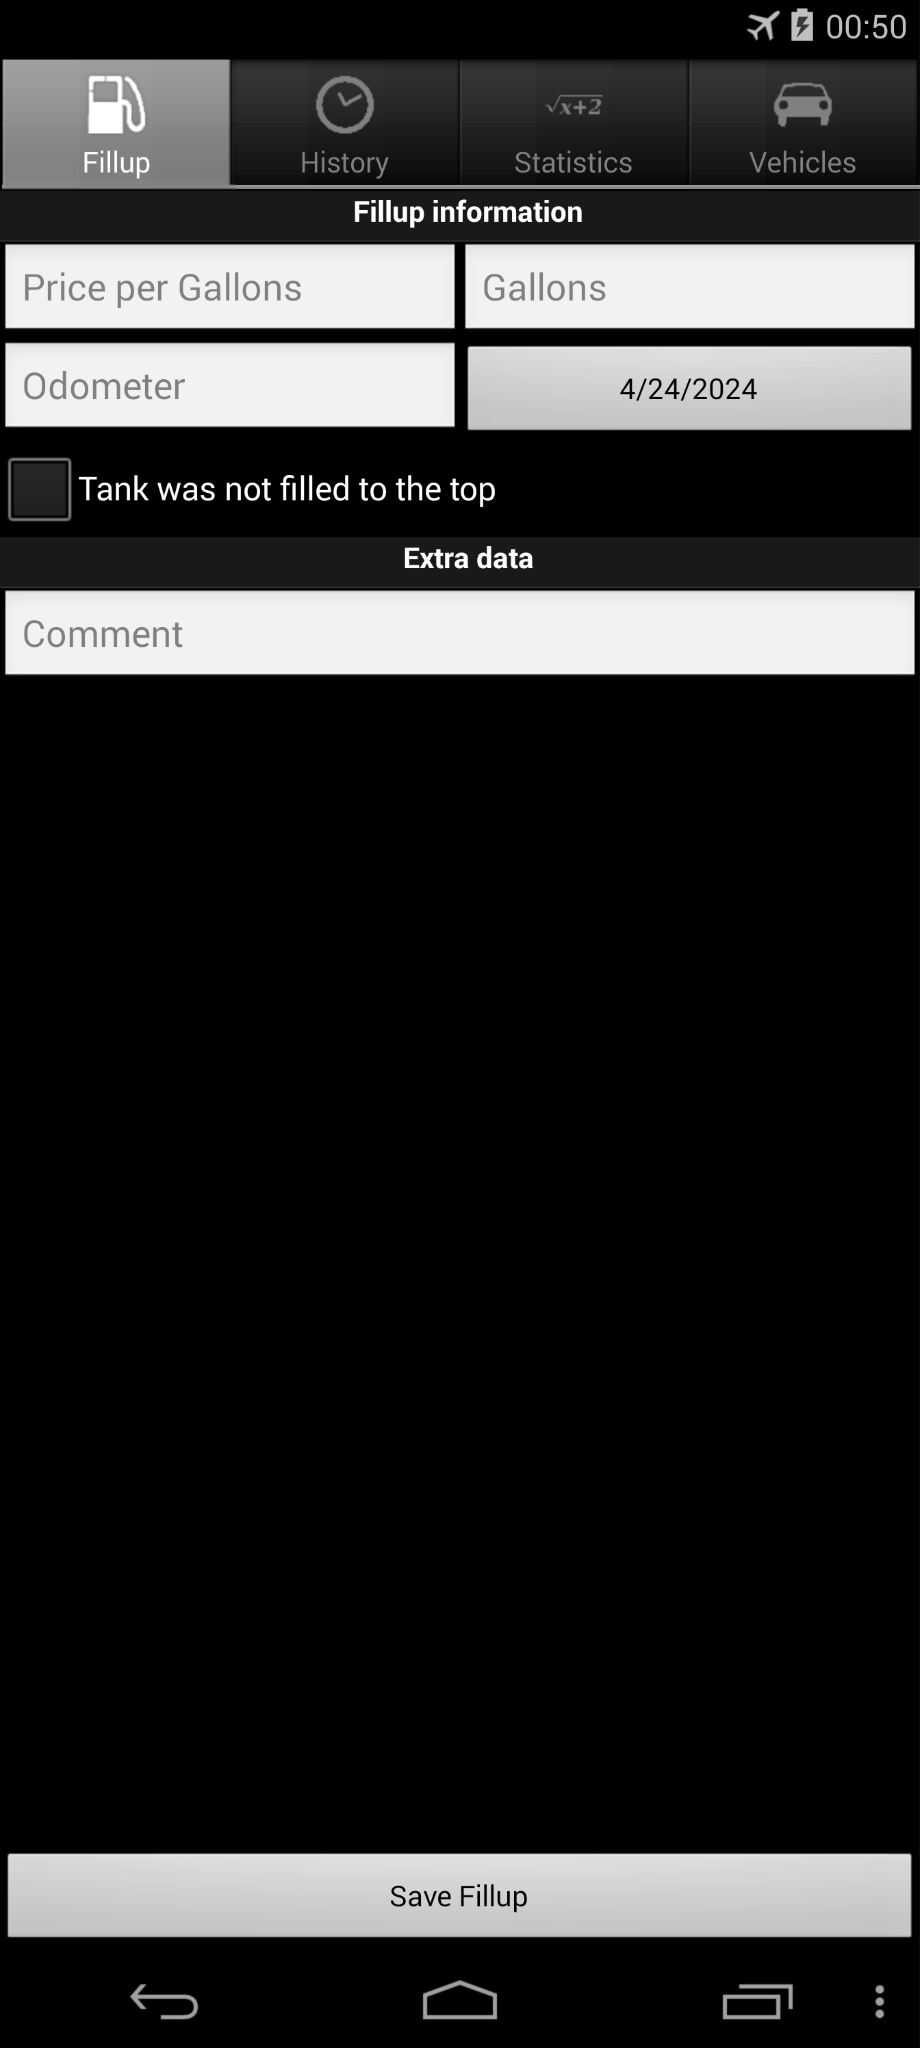 00:50
Fillup
History
√x+2
Statistics
Vehicles
Fillup information
Price per Gallons
Gallons
Odometer
4/24/2024
Tank was not filled to the top
Extra data
Comment
Save Fillup